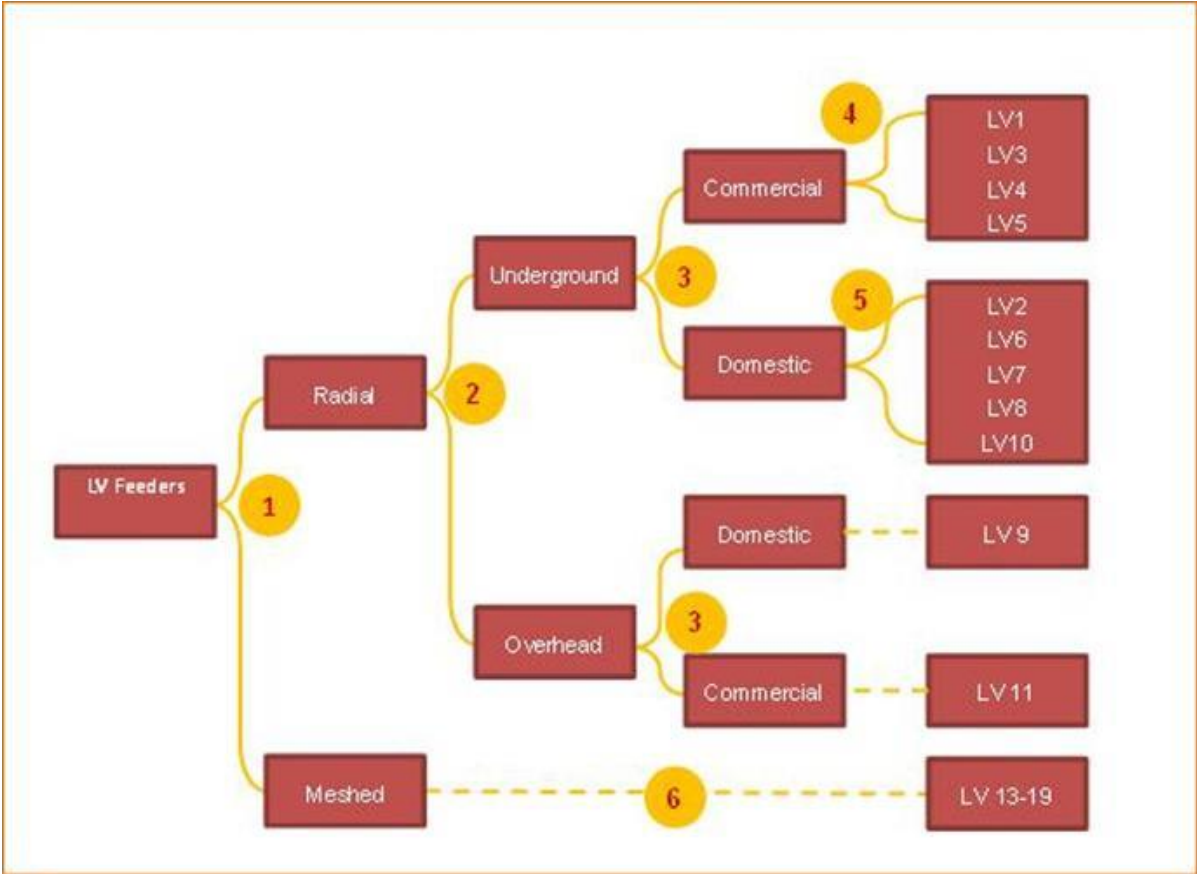 4
LV1
LV3
LV4
LV5
Commercial
Underground
3
5
LV2
LV6
LV7
LV8
LV10
Domestic
Radial
2
LV Feeders
1
Domestic
LV 9
3
Overhead
Commercial
LV 11
Meshed
6
LV 13-19